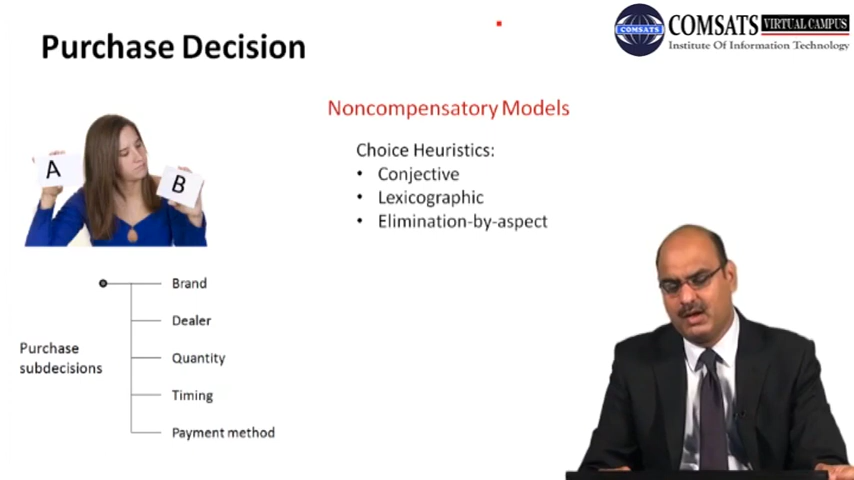 Purchase Decision
COMSATS
COMSATS VIRTUAL CAMPUS
Institute Of Information Technology
Noncompensatory Models
Choice Heuristics:
• Conjective
• Lexicographic
• Elimination-by-aspect
A
B
Purchase
subdecisions
Brand
Dealer
Quantity
Timing
Payment method